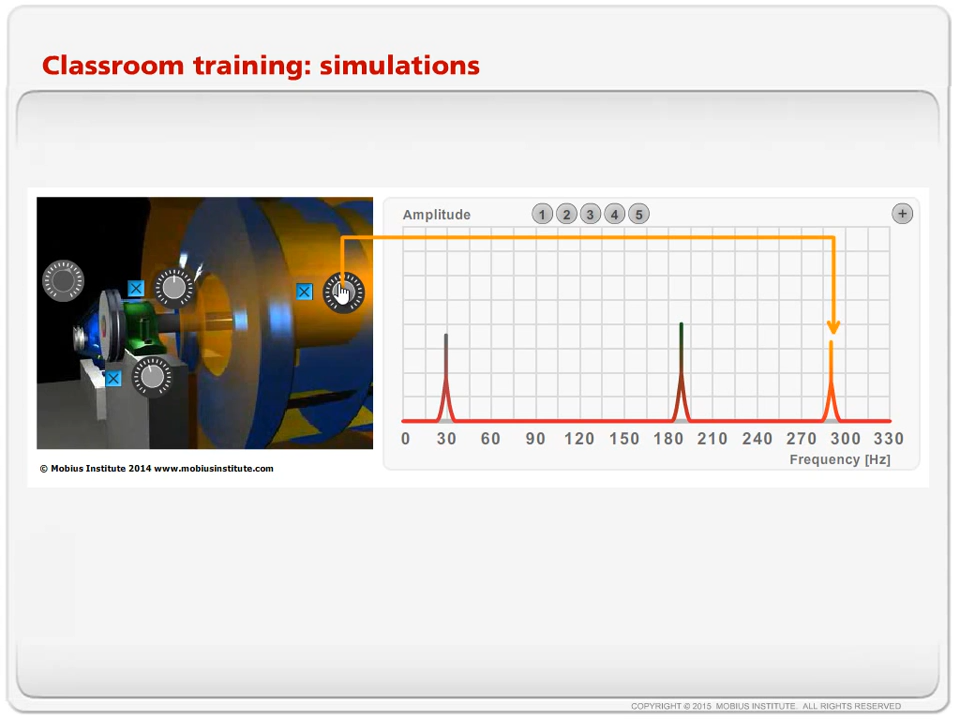 Classroom training: simulations
Amplitude
1 2 3 4 5
+
0 30 60 90 120 150 180 210 240 270 300 330
Frequency [Hz]
© Mobius Institute 2014 www.mobiusinstitute.com
COPYRIGHT © 2015 MOBIUS INSTITUTE. ALL RIGHTS RESERVED